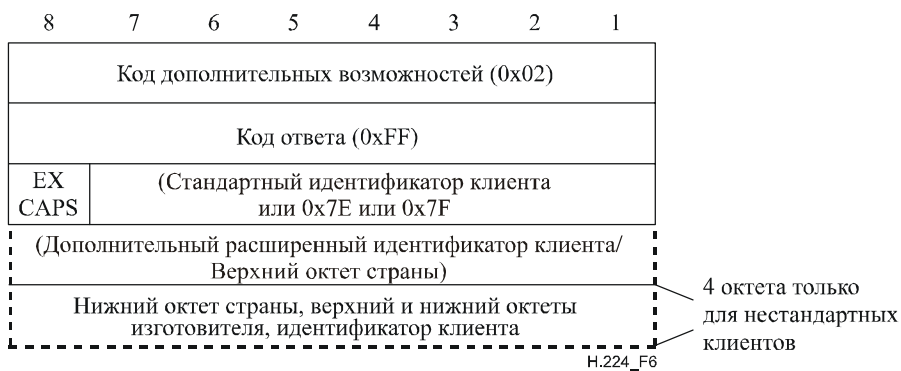 8 7 6 5 4 3 2 1
Код дополнительных возможностей (0x02)
Код ответа (0xFF)
EX
CAPS
(Стандартный идентификатор клиента
или 0x7E или 0x7F
(Дополнительный расширенный идентификатор клиента/
Верхний октет страны)
Нижний октет страны, верхний и нижний октеты
изготовителя, идентификатор клиента
4 октета только
для нестандартных
клиентов
H.224_F6